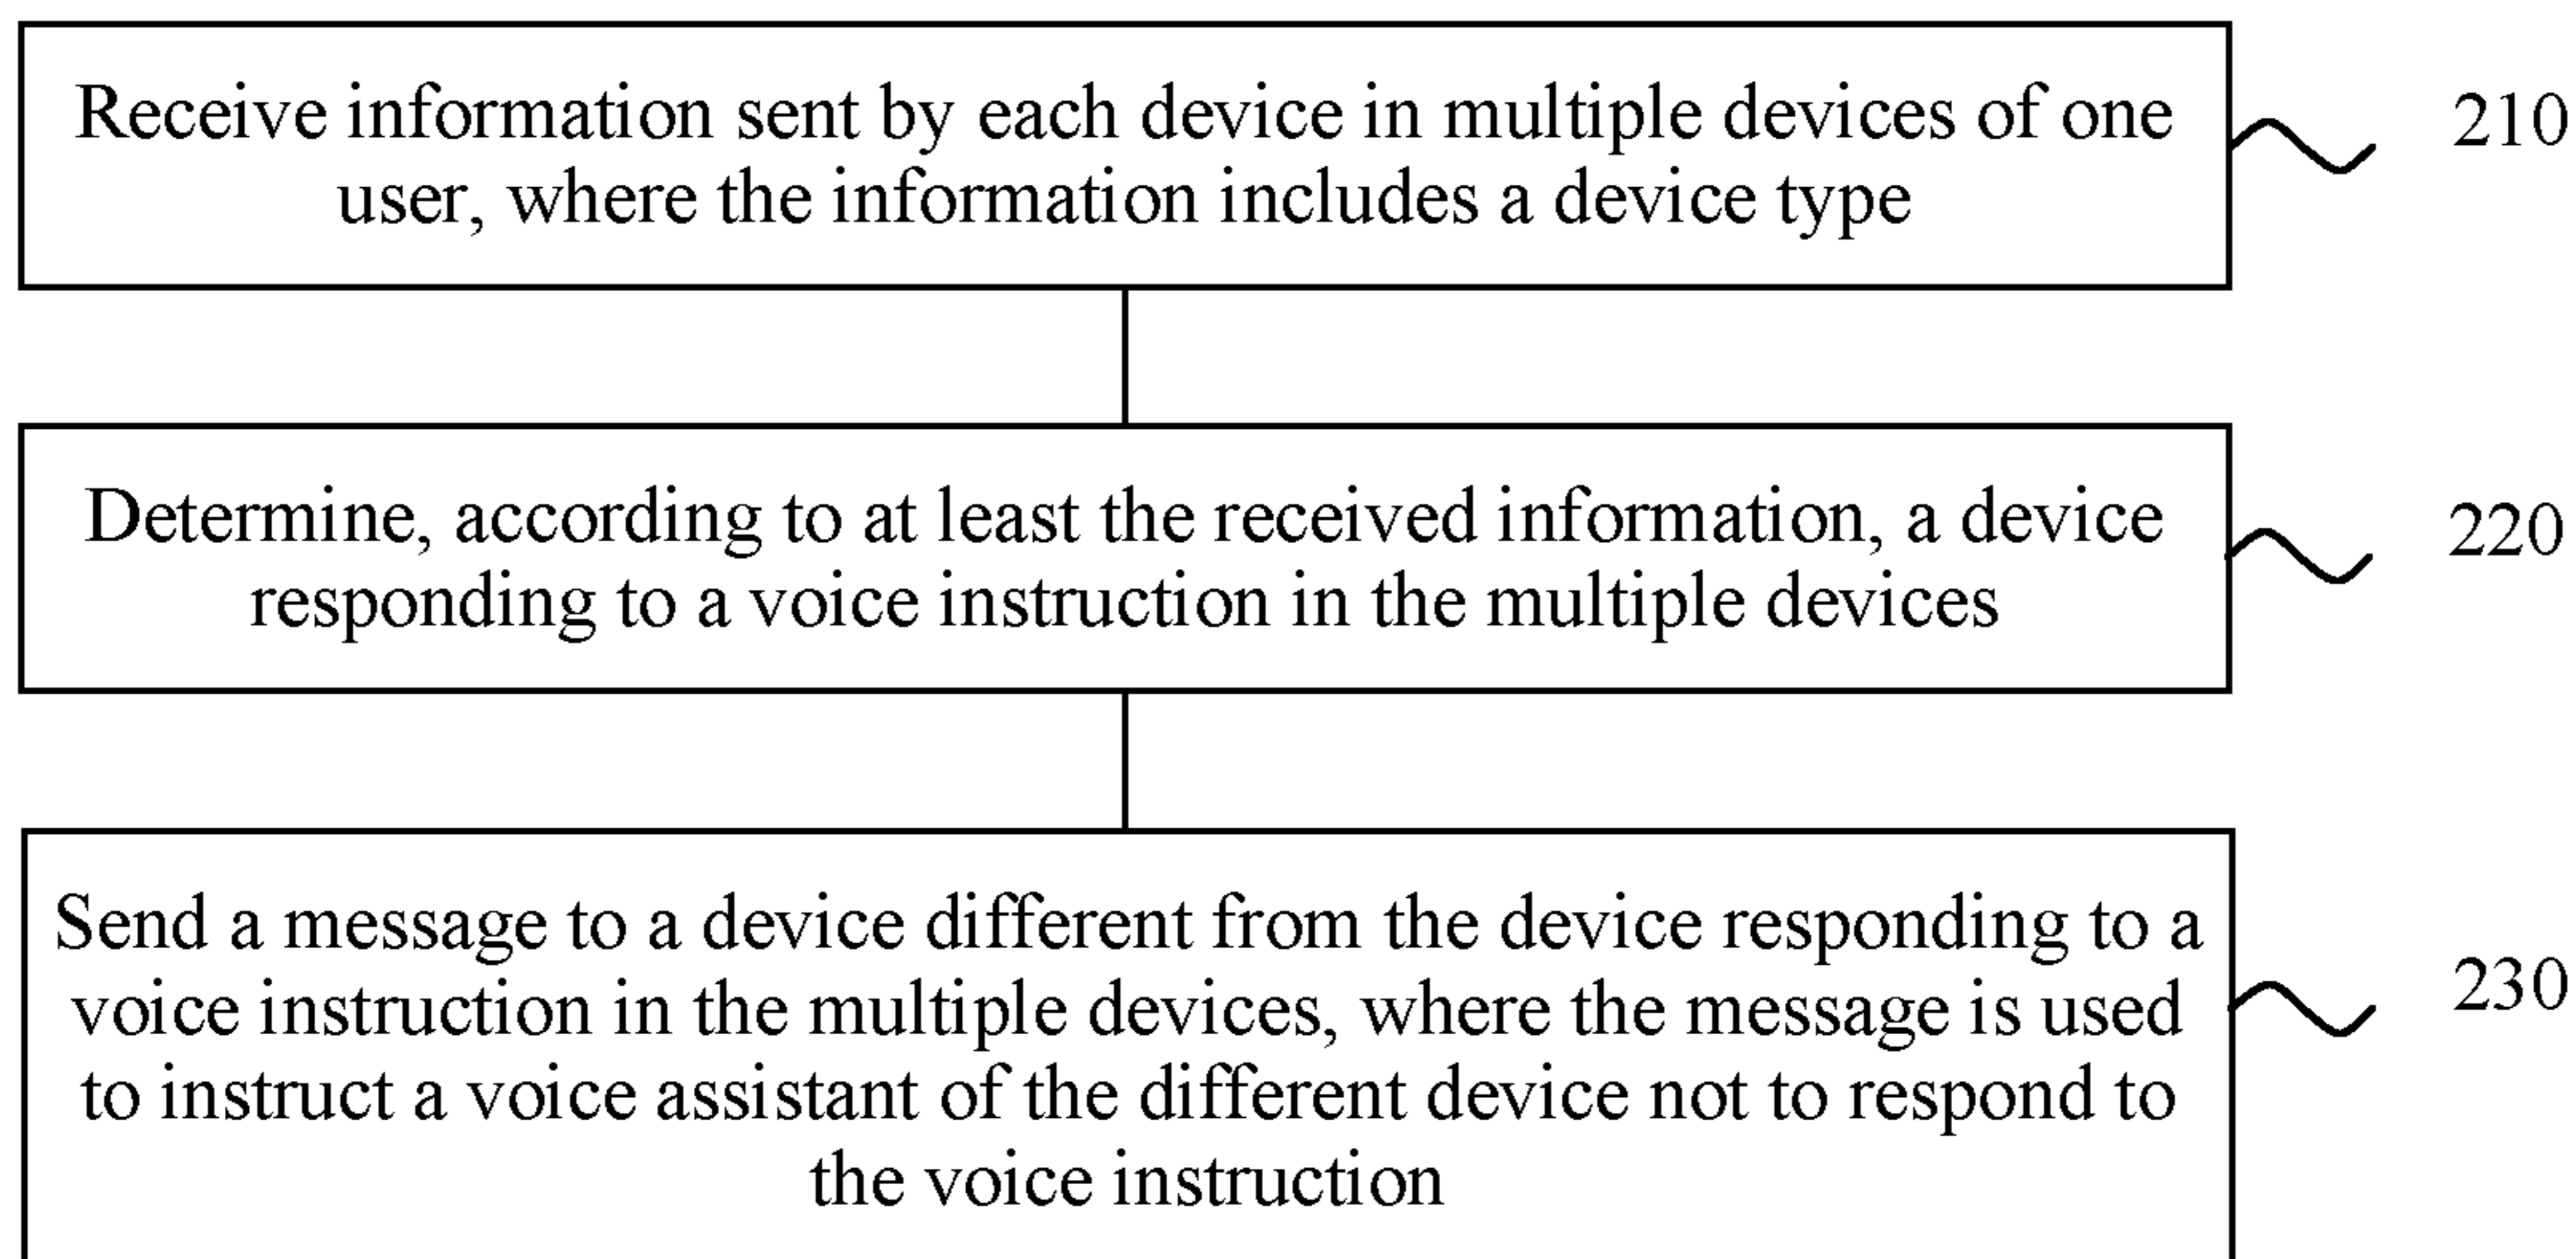 Receive information sent by each device in multiple devices of one
user, where the information includes a device type
210
Determine, according to at least the received information, a device
responding to a voice instruction in the multiple devices
220
Send a message to a device different from the device responding to a
voice instruction in the multiple devices, where the message is used
to instruct a voice assistant of the different device not to respond to
the voice instruction
230